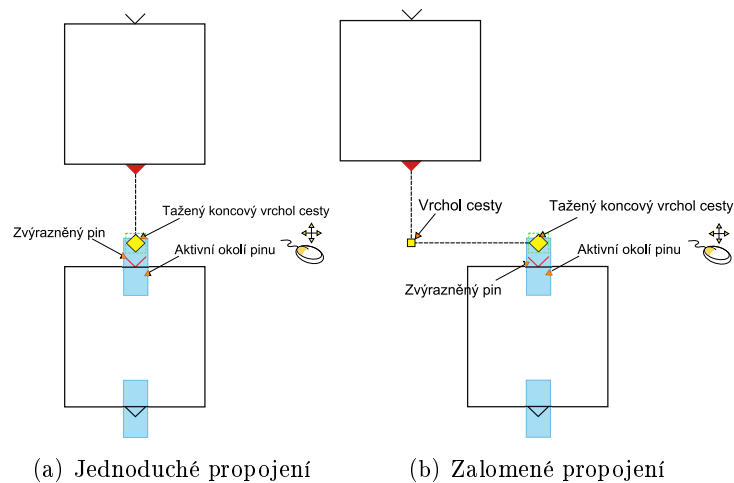 Tažený koncový vrchol cesty
Zvýrazněný pin
Aktivní okolí pinu
Vrchol cesty
Tažený koncový vrchol cesty
Aktivní okolí pinu
Zvýrazněný pin
(a) Jednoduché propojení
(b) Zalomené propojení